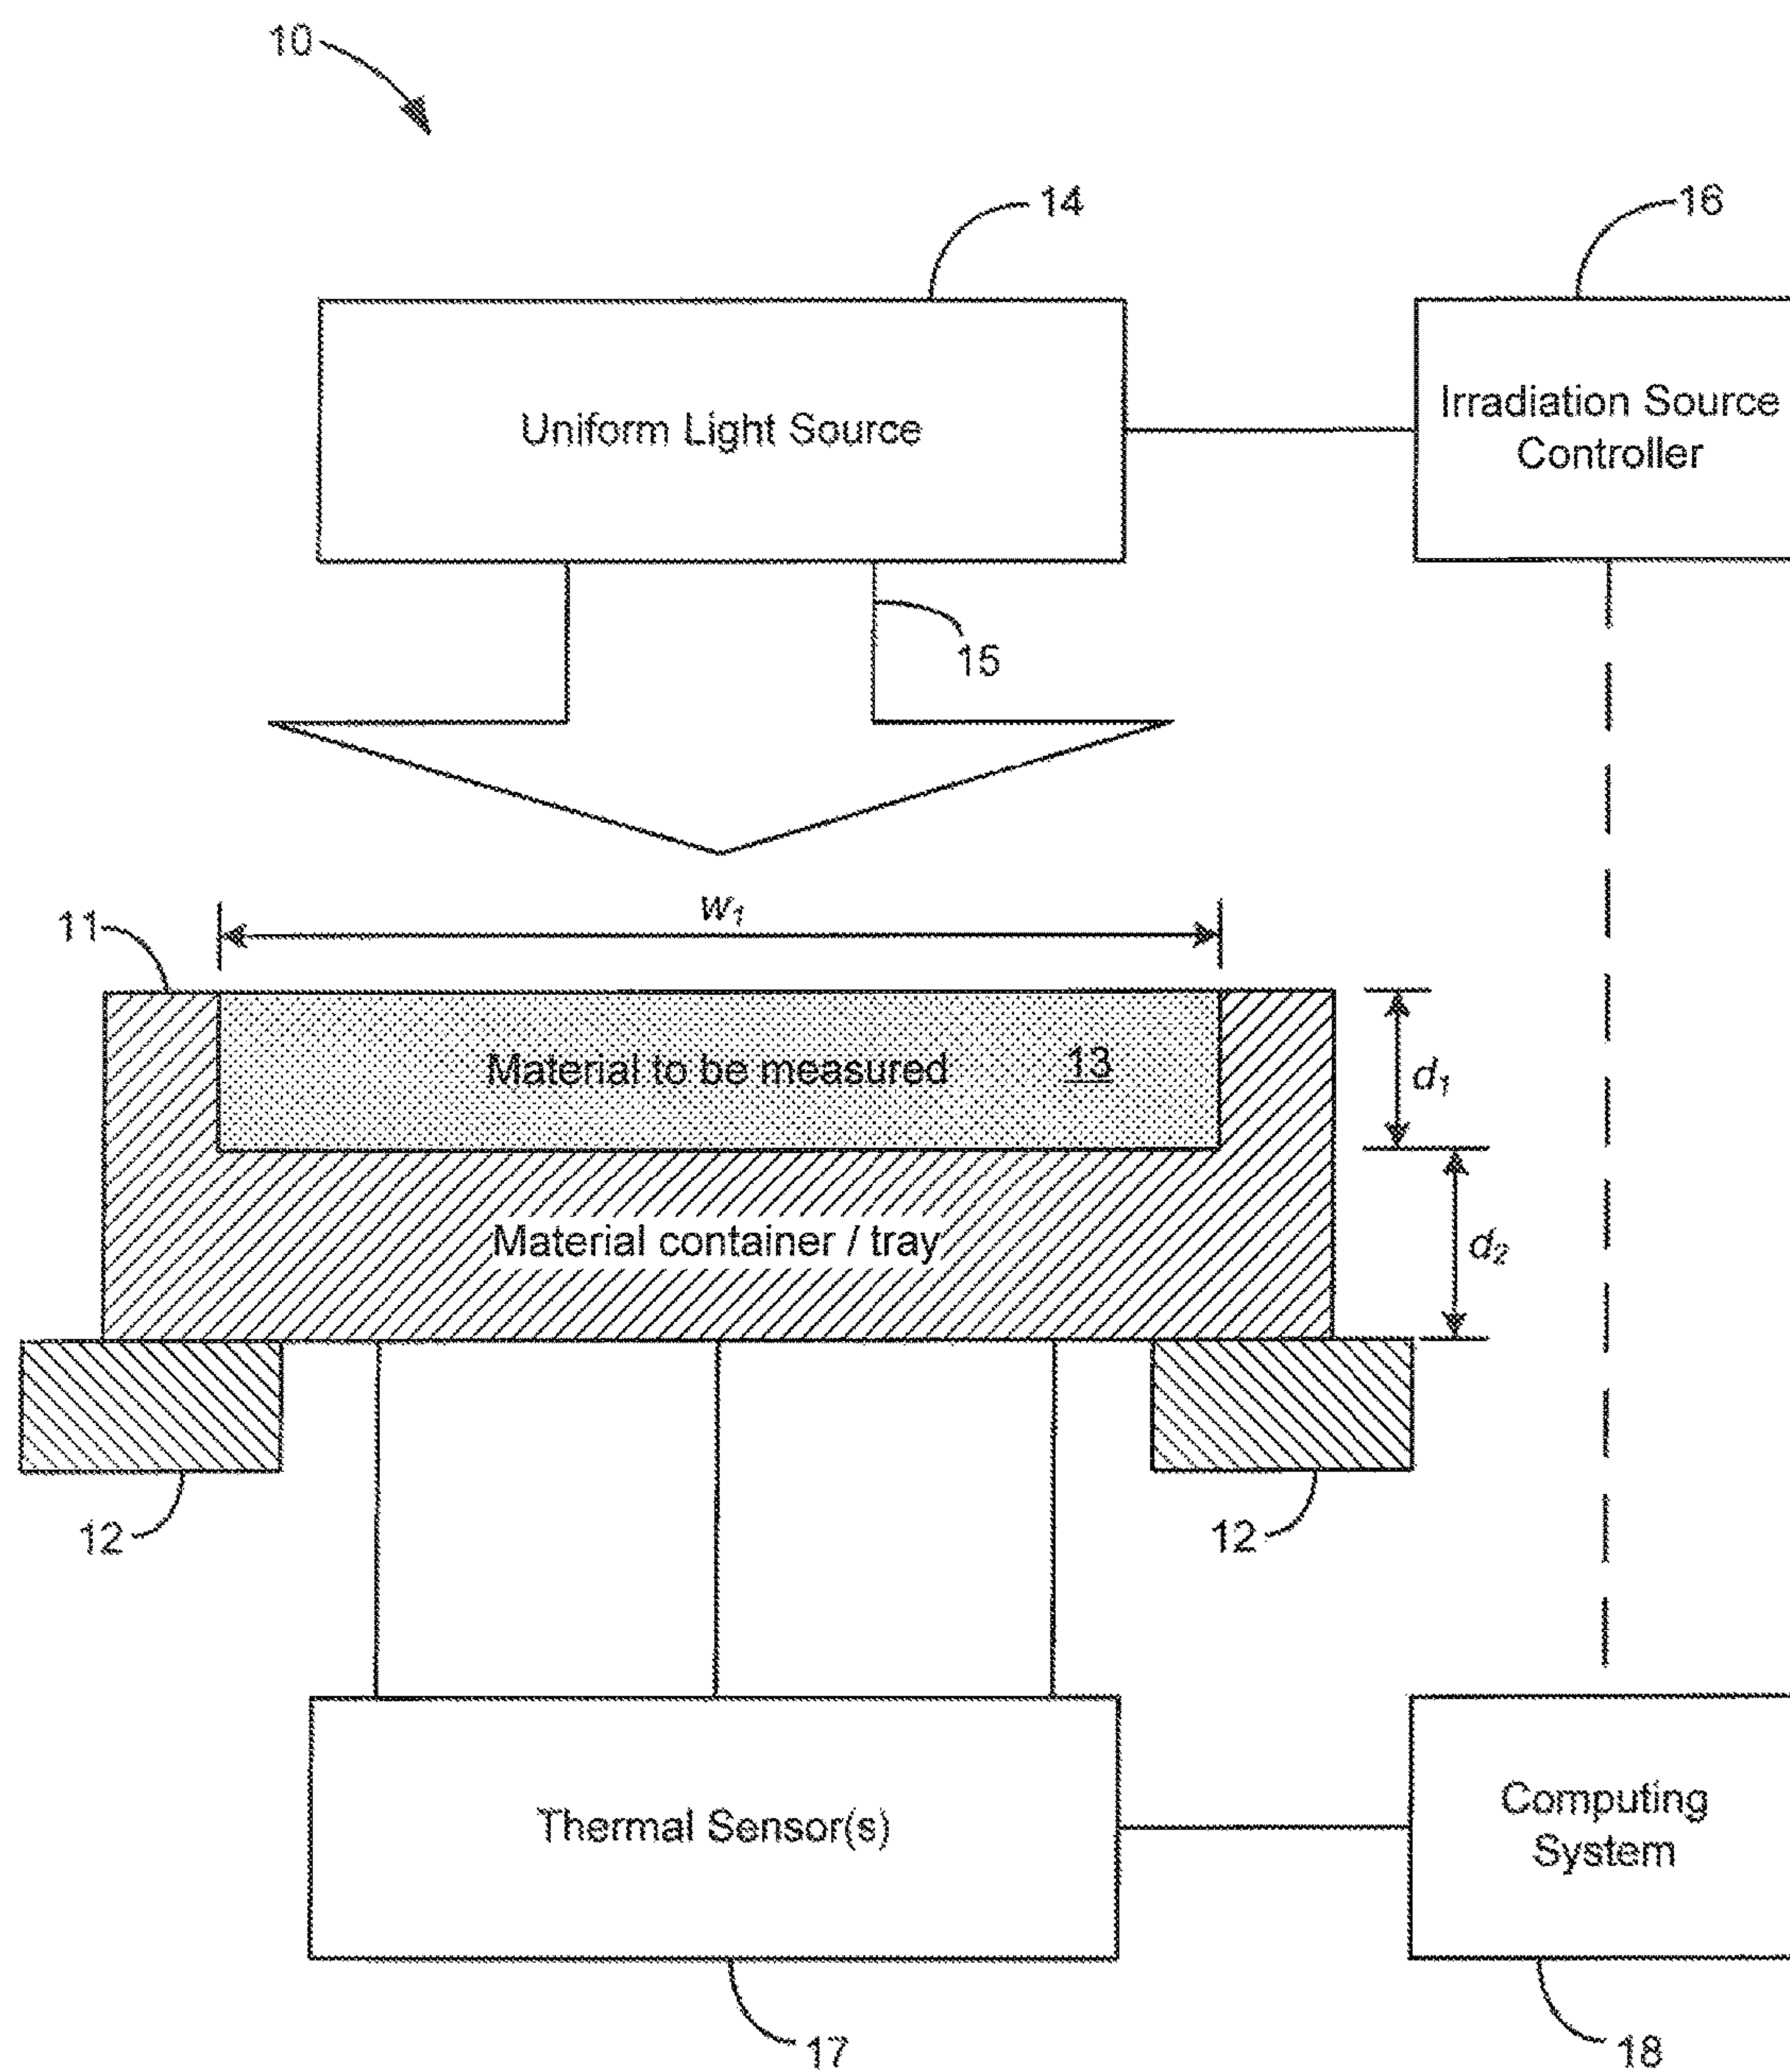 10
14
16
Uniform Light Source
Irradiation Source
Controller
15
w₁
11
Material to be measured 13
d₁
Material container / tray
d₂
12
12
Thermal Sensor(s)
Computing
System
17
18